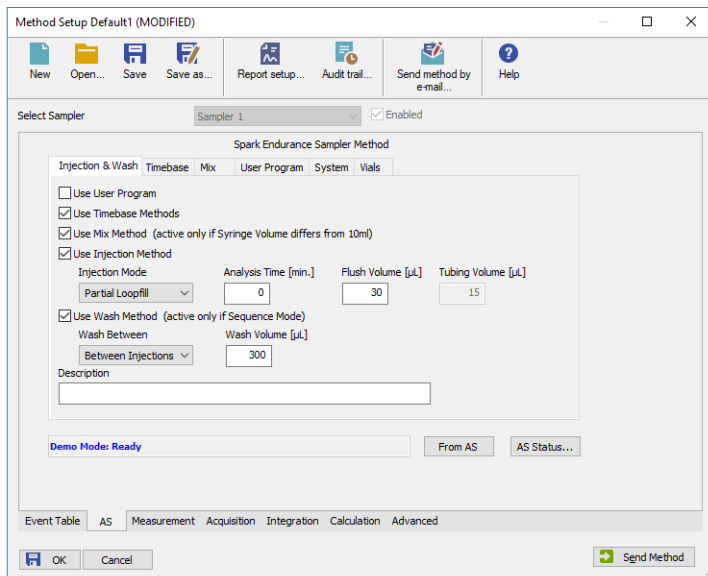 Method Setup Default1 (MODIFIED)
New Open... Save Save as... Report setup... Audit trail... Send method by e-mail... Help
Select Sampler Sampler 1 Enabled
Spark Endurance Sampler Method
Injection & Wash Timebase Mix User Program System Vials
Use User Program
Use Timebase Methods
Use Mix Method (active only if Syringe Volume differs from 10ml)
Use Injection Method
Injection Mode Analysis Time [min.] Flush Volume [µL] Tubing Volume [µL]
Partial Loopfill 0 30 15
Use Wash Method (active only if Sequence Mode)
Wash Between Wash Volume [µL]
Between Injections 300
Description
Demo Mode: Ready From AS AS Status...
Event Table AS Measurement Acquisition Integration Calculation Advanced
OK Cancel Send Method